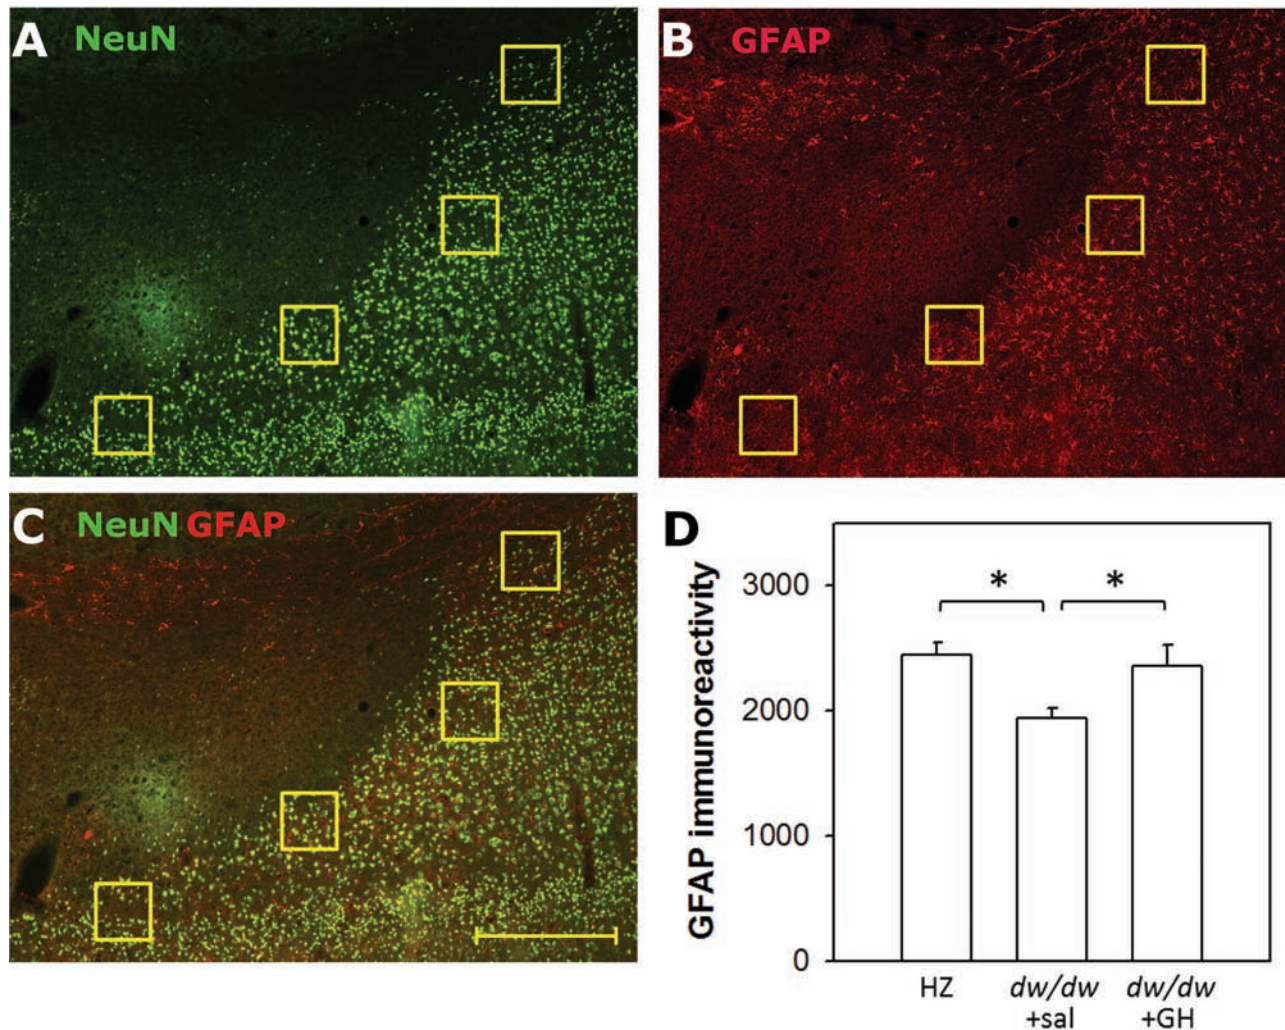 A NeuN
B GFAP
C NeuN GFAP
D
GFAP immunoreactivity
3000
2000
1000
0
* *
HZ dw/dw dw/dw
+sal +GH